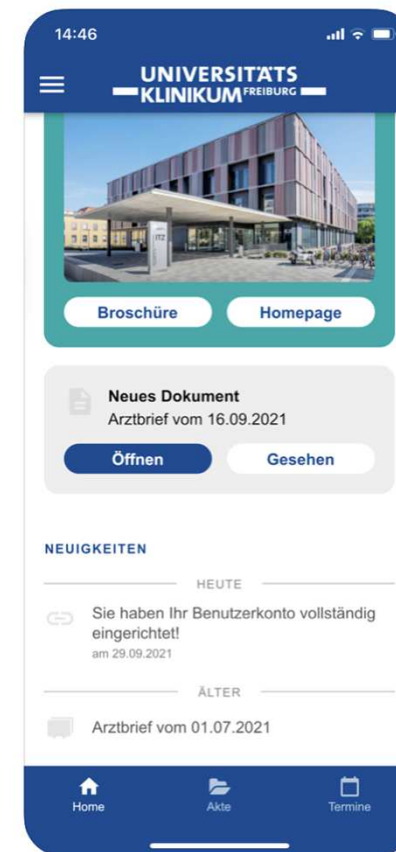 14:46
UNIVERSITÄTS
KLINIKUM FREIBURG
ITZ
Broschüre
Homepage
Neues Dokument
Arztbrief vom 16.09.2021
Öffnen
Gesehen
NEUIGKEITEN
HEUTE
Sie haben Ihr Benutzerkonto vollständig
eingerichtet!
am 29.09.2021
ÄLTER
Arztbrief vom 01.07.2021
Home
Akte
Termine